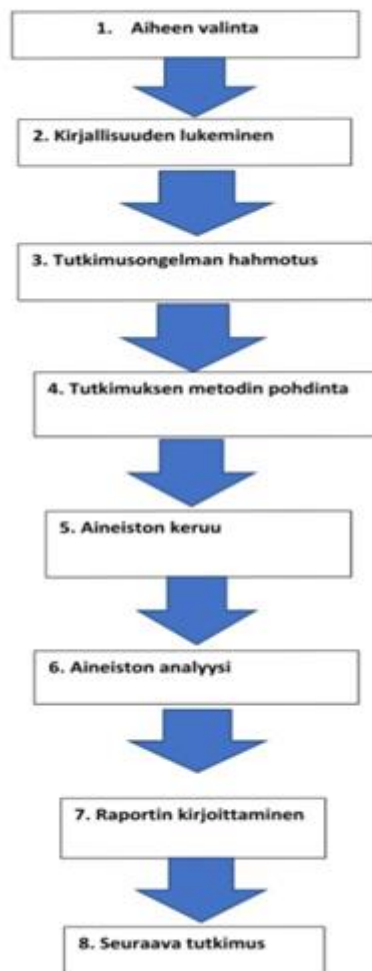 1. Aiheen valinta
2. Kirjallisuuden lukeminen
3. Tutkimusongelman hahmotus
4. Tutkimuksen metodin pohdinta
5. Aineiston keruu
6. Aineiston analyysi
7. Raportin kirjoittaminen
8. Seuraava tutkimus